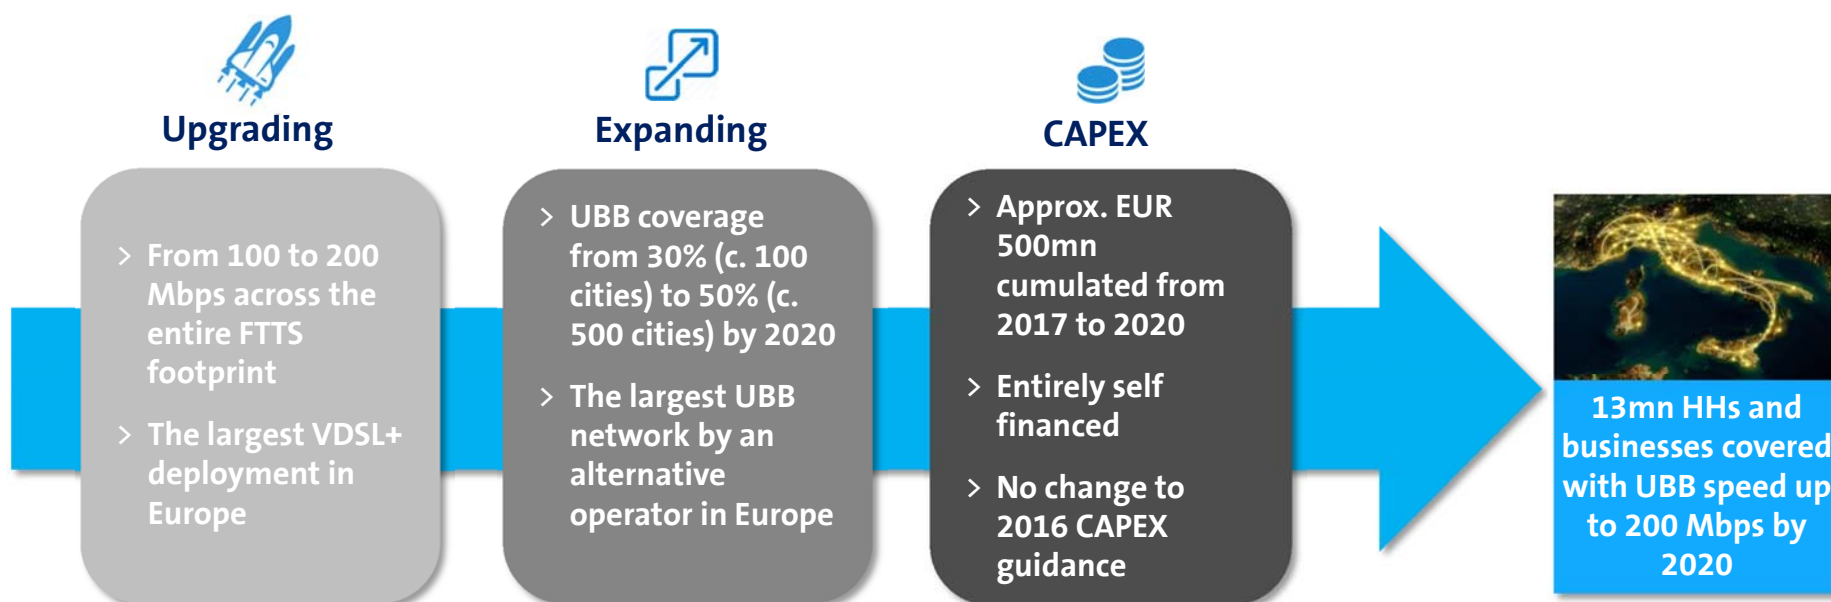 Upgrading
> From 100 to 200
Mbps across the
entire FTTS
footprint
> The largest VDSL+
deployment in
Europe
Expanding
> UBB coverage
from 30% (c. 100
cities) to 50% (c.
500 cities) by 2020
> The largest UBB
network by an
alternative
operator in Europe
CAPEX
> Approx. EUR
500mn
cumulated from
2017 to 2020
> Entirely self
financed
> No change to
2016 CAPEX
guidance
13mn HHs and
businesses covered
with UBB speed up
to 200 Mbps by
2020